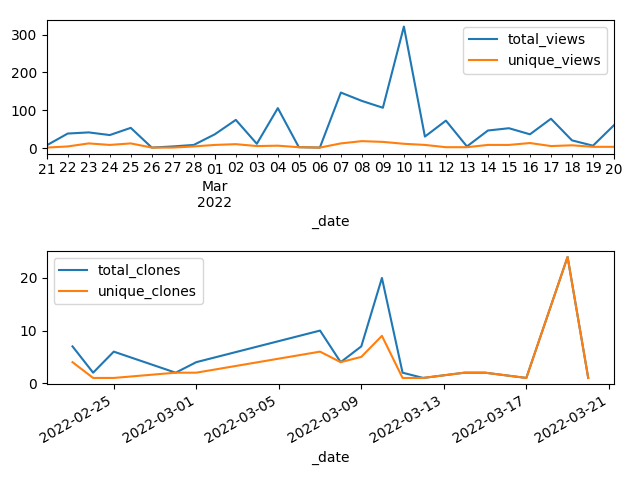 300
200
100
0
total_views
unique_views
21 22 23 24 25 26 27 28 01 02 03 04 05 06 07 08 09 10 11 12 13 14 15 16 17 18 19 20
Mar
2022
_date
20
10
0
total_clones
unique_clones
2022-02-25 2022-03-01 2022-03-05 2022-03-09 2022-03-13 2022-03-17 2022-03-21
_date